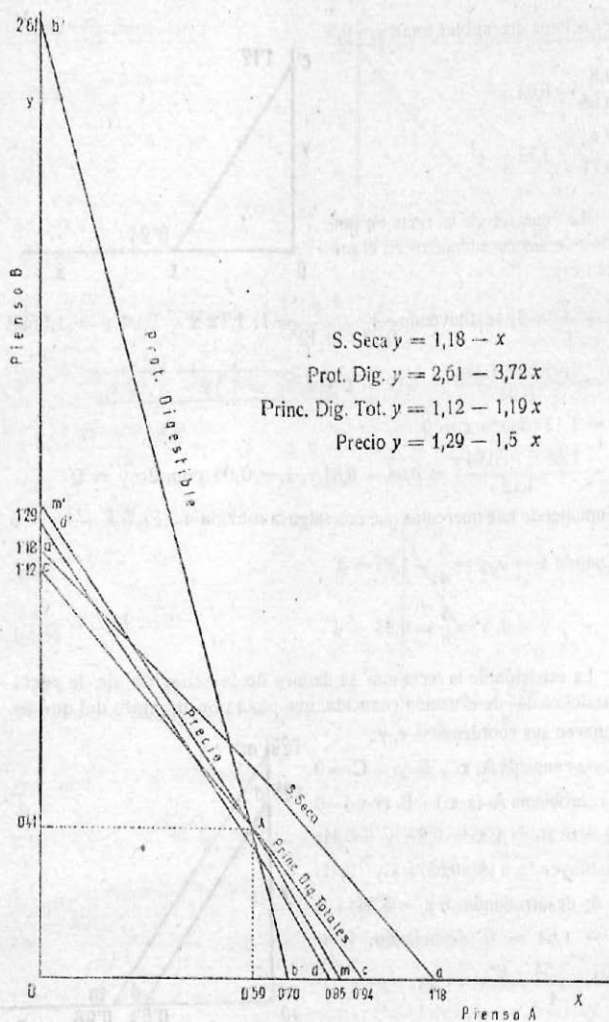 2'61 b'
y
Pienso B
Prot. Digestible
S. Seca y = 1,18 — x
Prot. Dig. y = 2,61 — 3,72 x
Princ. Dig. Tot. y = 1,12 — 1,19 x
Precio y = 1,29 — 1,5 x
1'29 m'
d'
1'18 a'
1'12 c'
Precio
S. Seca
0'41
Princ. Dig. Totales
b d m c a
0 0'59 0'70 0'85 0'94 1'18 X
Pienso A